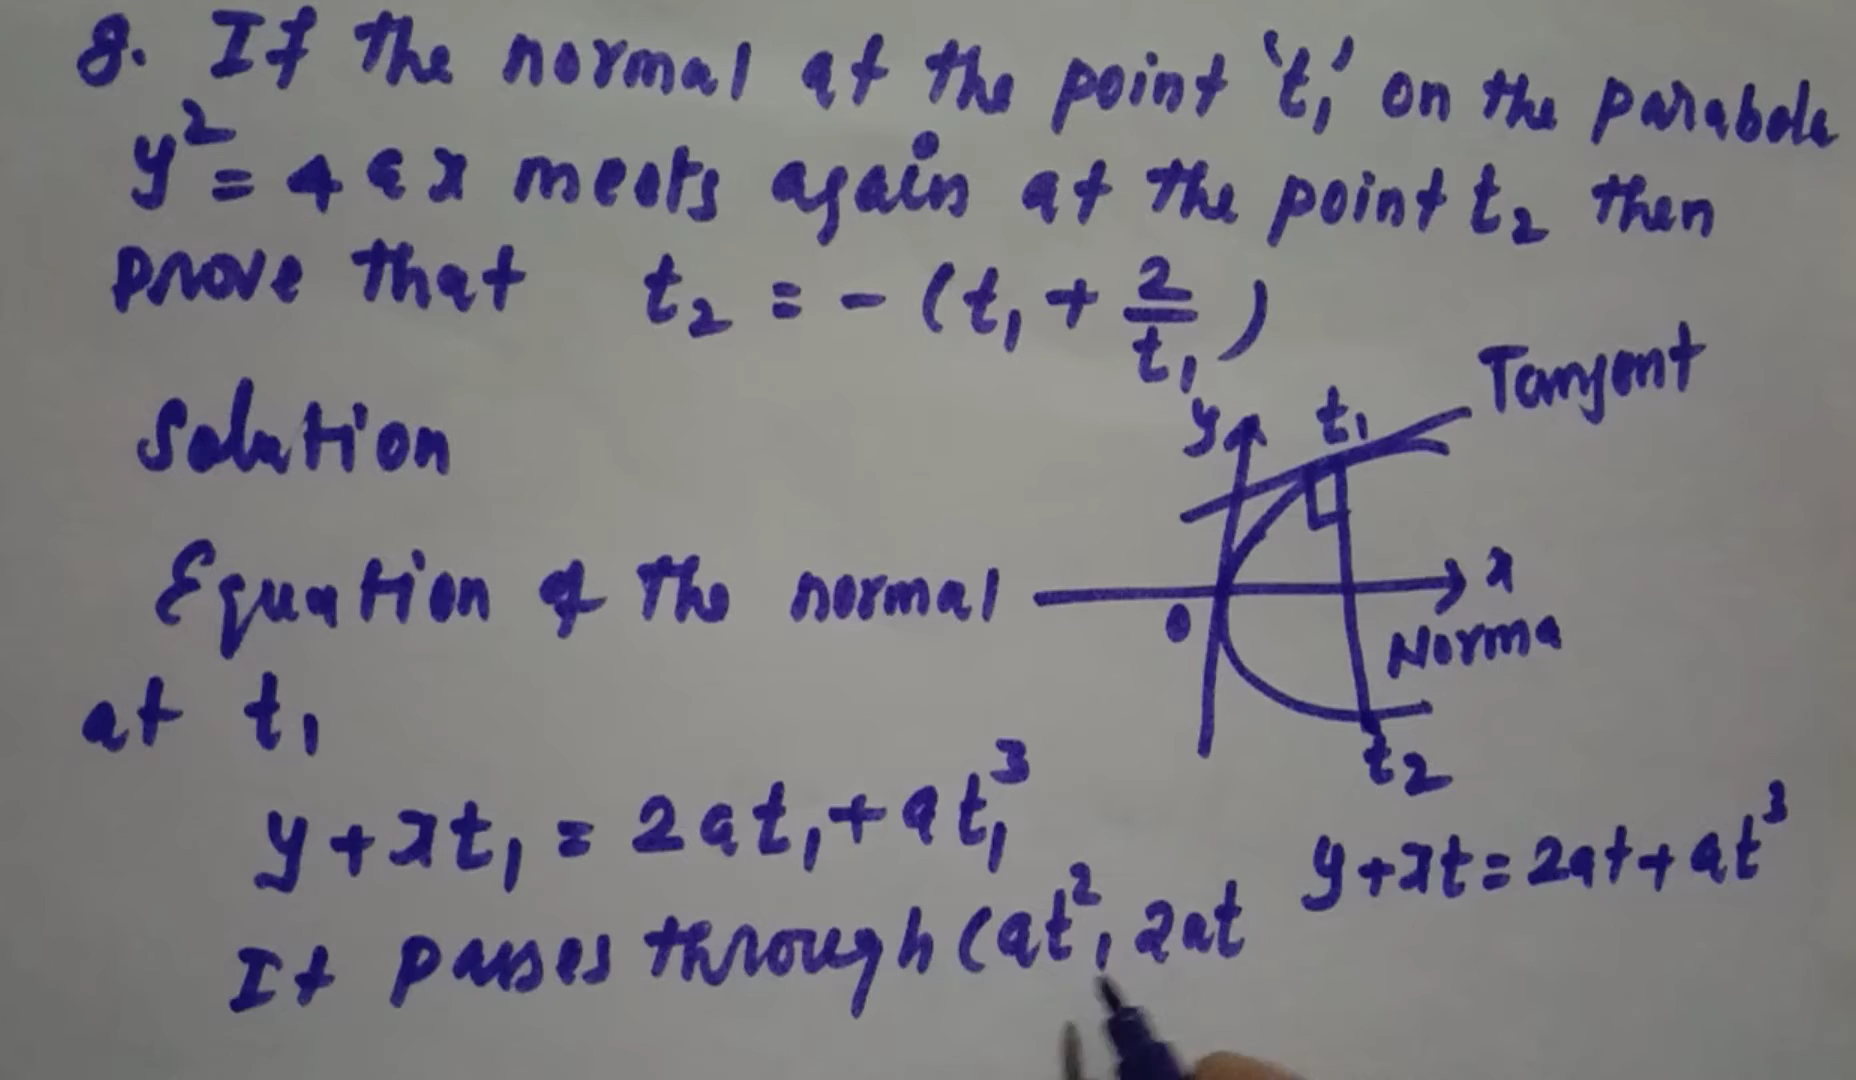 8. If the normal at the point 't₁' on the parabola
y² = 4ax meets again at the point t₂ then
prove that t₂ = -(t₁ + 2/t₁)
Solution
Tangent
y
t₁
Equation of the normal
x
0
Norma
at t₁
t₂
y + xt₁ = 2at₁ + at₁³
y + xt = 2at + at³
It passes through (at², 2at